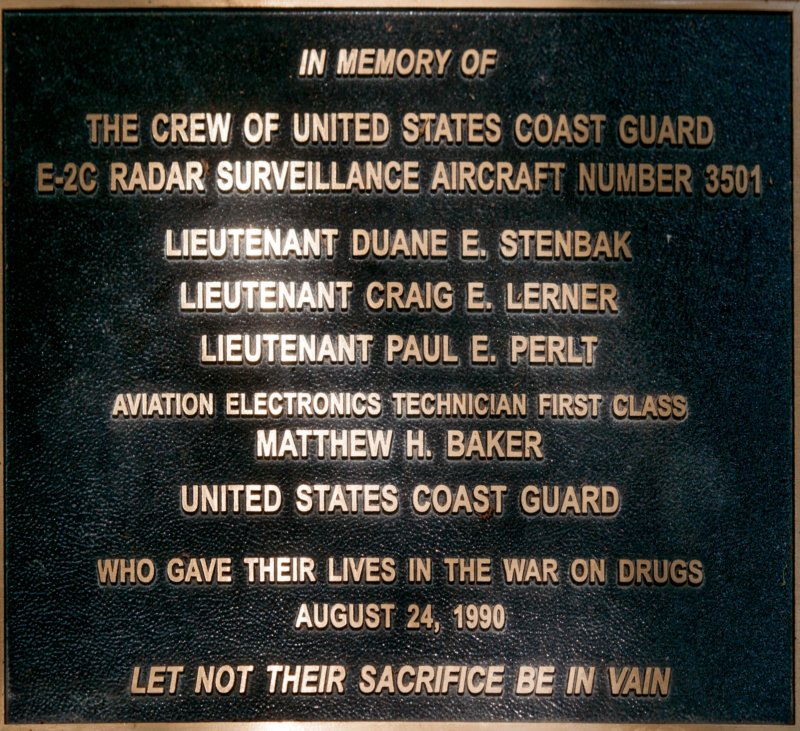 IN MEMORY OF
THE CREW OF UNITED STATES COAST GUARD
E-2C RADAR SURVEILLANCE AIRCRAFT NUMBER 3501
LIEUTENANT DUANE E. STENBAK
LIEUTENANT CRAIG E. LERNER
LIEUTENANT PAUL E. PERLT
AVIATION ELECTRONICS TECHNICIAN FIRST CLASS
MATTHEW H. BAKER
UNITED STATES COAST GUARD
WHO GAVE THEIR LIVES IN THE WAR ON DRUGS
AUGUST 24, 1990
LET NOT THEIR SACRIFICE BE IN VAIN